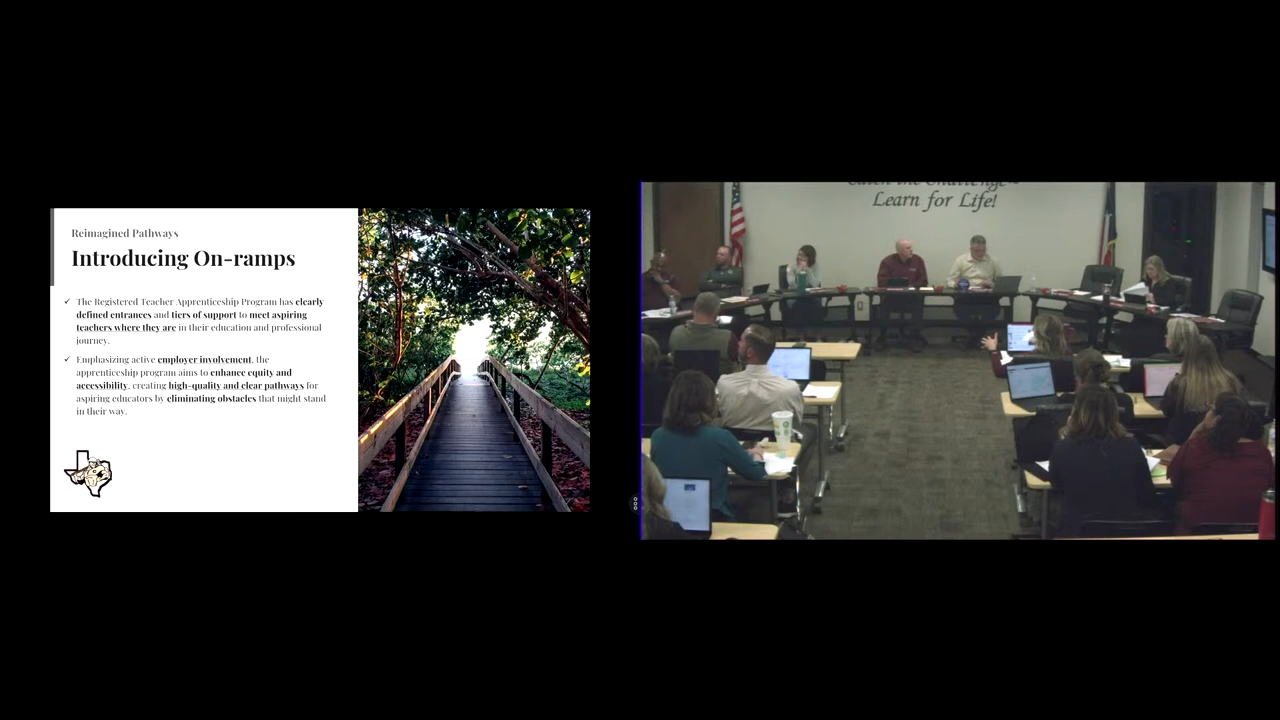 Reimagined Pathways
Introducing On-ramps
✓ The Registered Teacher Apprenticeship Program has clearly
defined entrances and tiers of support to meet aspiring
teachers where they are in their education and professional
journey.
✓ Emphasizing active employer involvement, the
apprenticeship program aims to enhance equity and
accessibility, creating high-quality and clear pathways for
aspiring educators by eliminating obstacles that might stand
in their way.
Catch the Challenge~
Learn for Life!